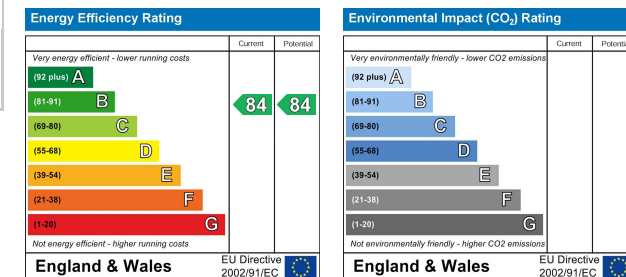 Energy Efficiency Rating
Current Potential
Very energy efficient - lower running costs
(92 plus) A
(81-91) B
84 84
(69-80) C
(55-68) D
(39-54) E
(21-38) F
(1-20) G
Not energy efficient - higher running costs
England & Wales
EU Directive
2002/91/EC
Environmental Impact (CO₂) Rating
Current Potentia
Very environmentally friendly - lower CO2 emissions
(92 plus) A
(81-91) B
(69-80) C
(55-68) D
(39-54) E
(21-38) F
(1-20) G
Not environmentally friendly - higher CO2 emissions
England & Wales
EU Directive
2002/91/EC